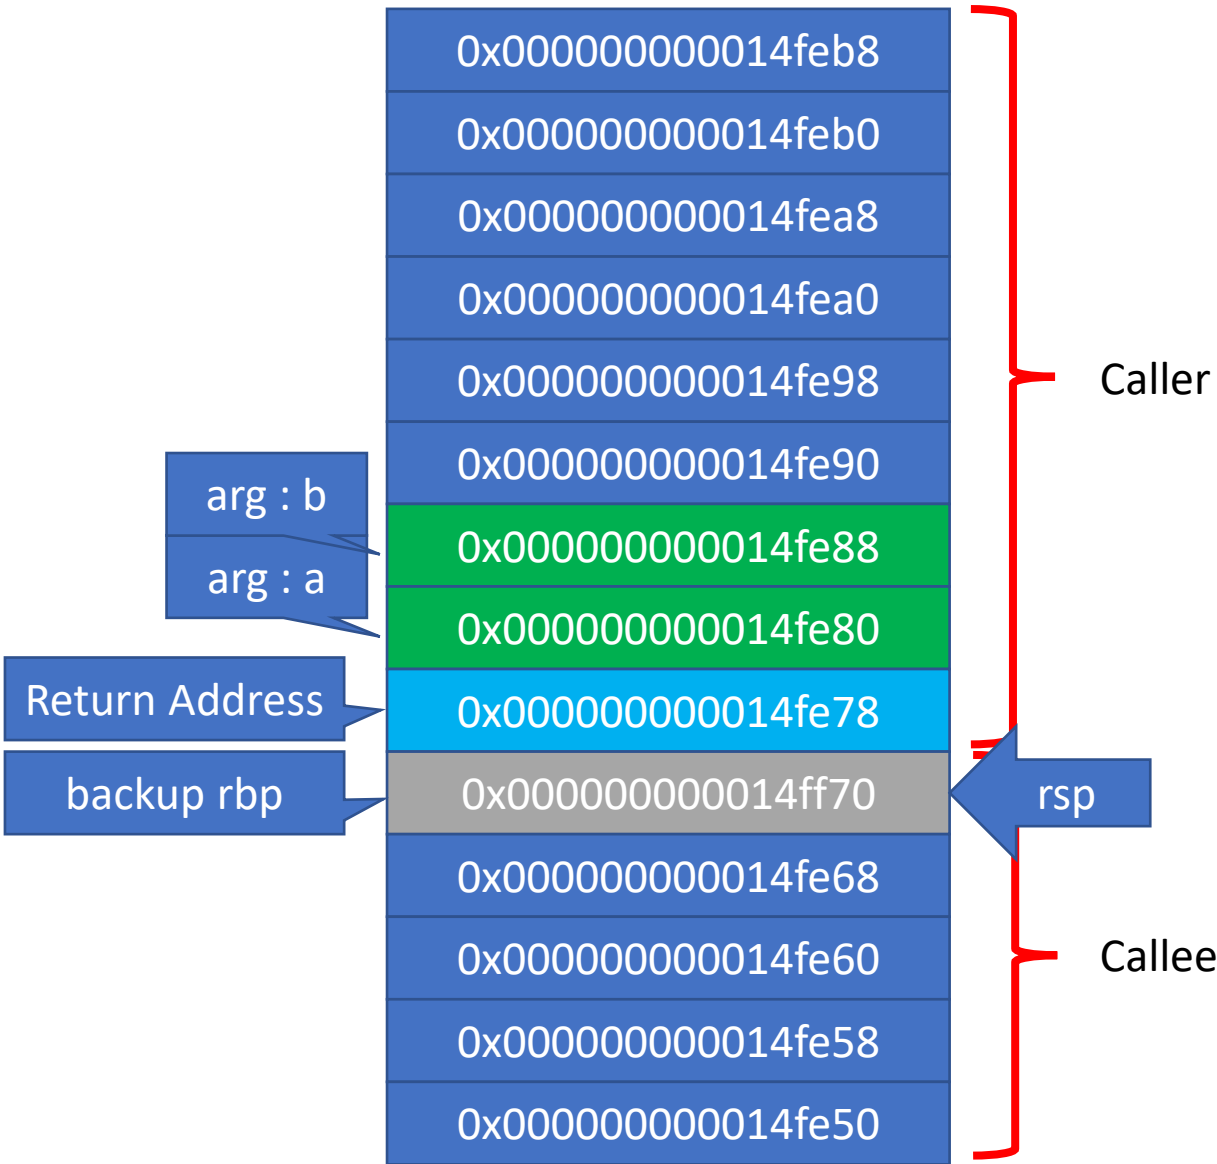 0x000000000014feb8
0x000000000014feb0
0x000000000014fea8
0x000000000014fea0
0x000000000014fe98
Caller
0x000000000014fe90
arg : b
0x000000000014fe88
arg : a
0x000000000014fe80
Return Address
0x000000000014fe78
backup rbp
0x000000000014ff70
rsp
0x000000000014fe68
0x000000000014fe60
Callee
0x000000000014fe58
0x000000000014fe50